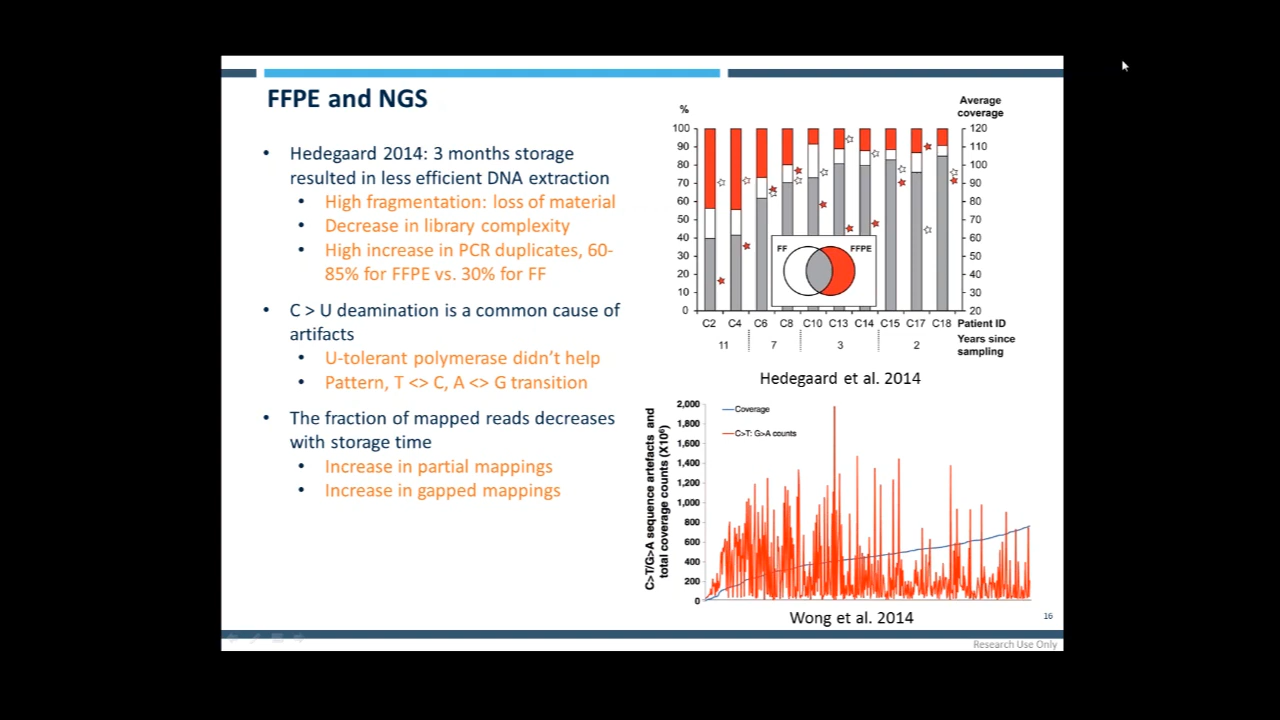 FFPE and NGS
• Hedegaard 2014: 3 months storage
resulted in less efficient DNA extraction
• High fragmentation: loss of material
• Decrease in library complexity
• High increase in PCR duplicates, 60-
85% for FFPE vs. 30% for FF
• C > U deamination is a common cause of
artifacts
• U-tolerant polymerase didn't help
• Pattern, T <> C, A <> G transition
• The fraction of mapped reads decreases
with storage time
• Increase in partial mappings
• Increase in gapped mappings
%
Average
coverage
100 120
90 110
80 100
70 90
60 80
50 70
40 60
30 50
20 40
10 30
0 20
FF FFPE
C2 C4 C6 C8 C10 C13 C14 C15 C17 C18 Patient ID
11 7 3 2 Years since
sampling
Hedegaard et al. 2014
C>T/G>A sequence artefacts and
total coverage counts (X10⁶)
2,000
1,800
1,600
1,400
1,200
1,000
800
600
400
200
0
Coverage
C>T: G>A counts
Wong et al. 2014
16
Research Use Only